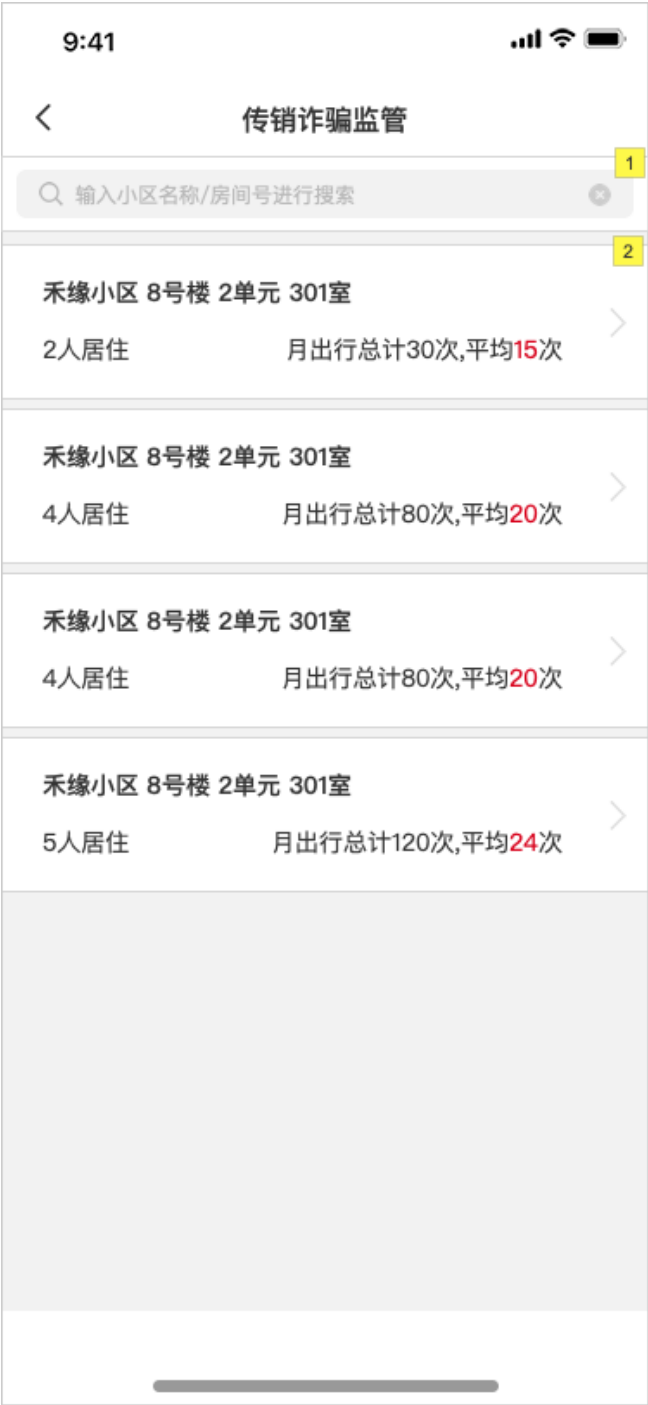 9:41
传销诈骗监管
1
输入小区名称/房间号进行搜索
2
禾缘小区 8号楼 2单元 301室
2人居住 月出行总计30次,平均15次
禾缘小区 8号楼 2单元 301室
4人居住 月出行总计80次,平均20次
禾缘小区 8号楼 2单元 301室
4人居住 月出行总计80次,平均20次
禾缘小区 8号楼 2单元 301室
5人居住 月出行总计120次,平均24次